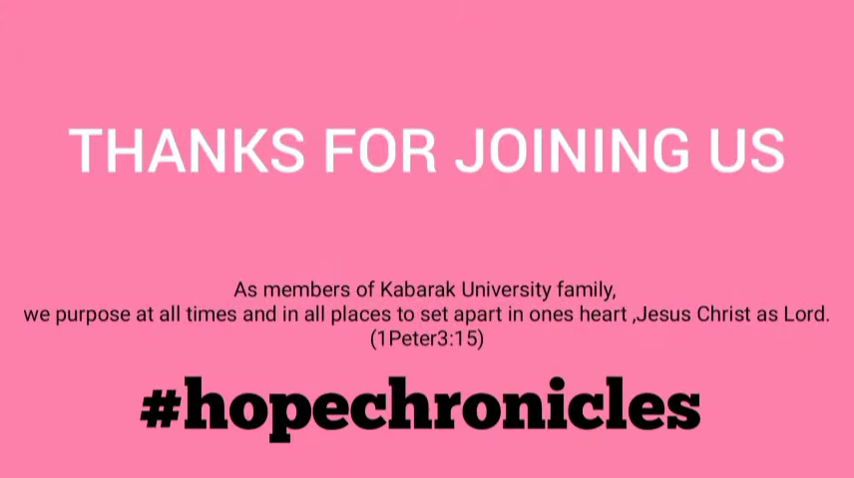 THANKS FOR JOINING US
As members of Kabarak University family,
we purpose at all times and in all places to set apart in ones heart ,Jesus Christ as Lord.
(1Peter3:15)
#hopechronicles